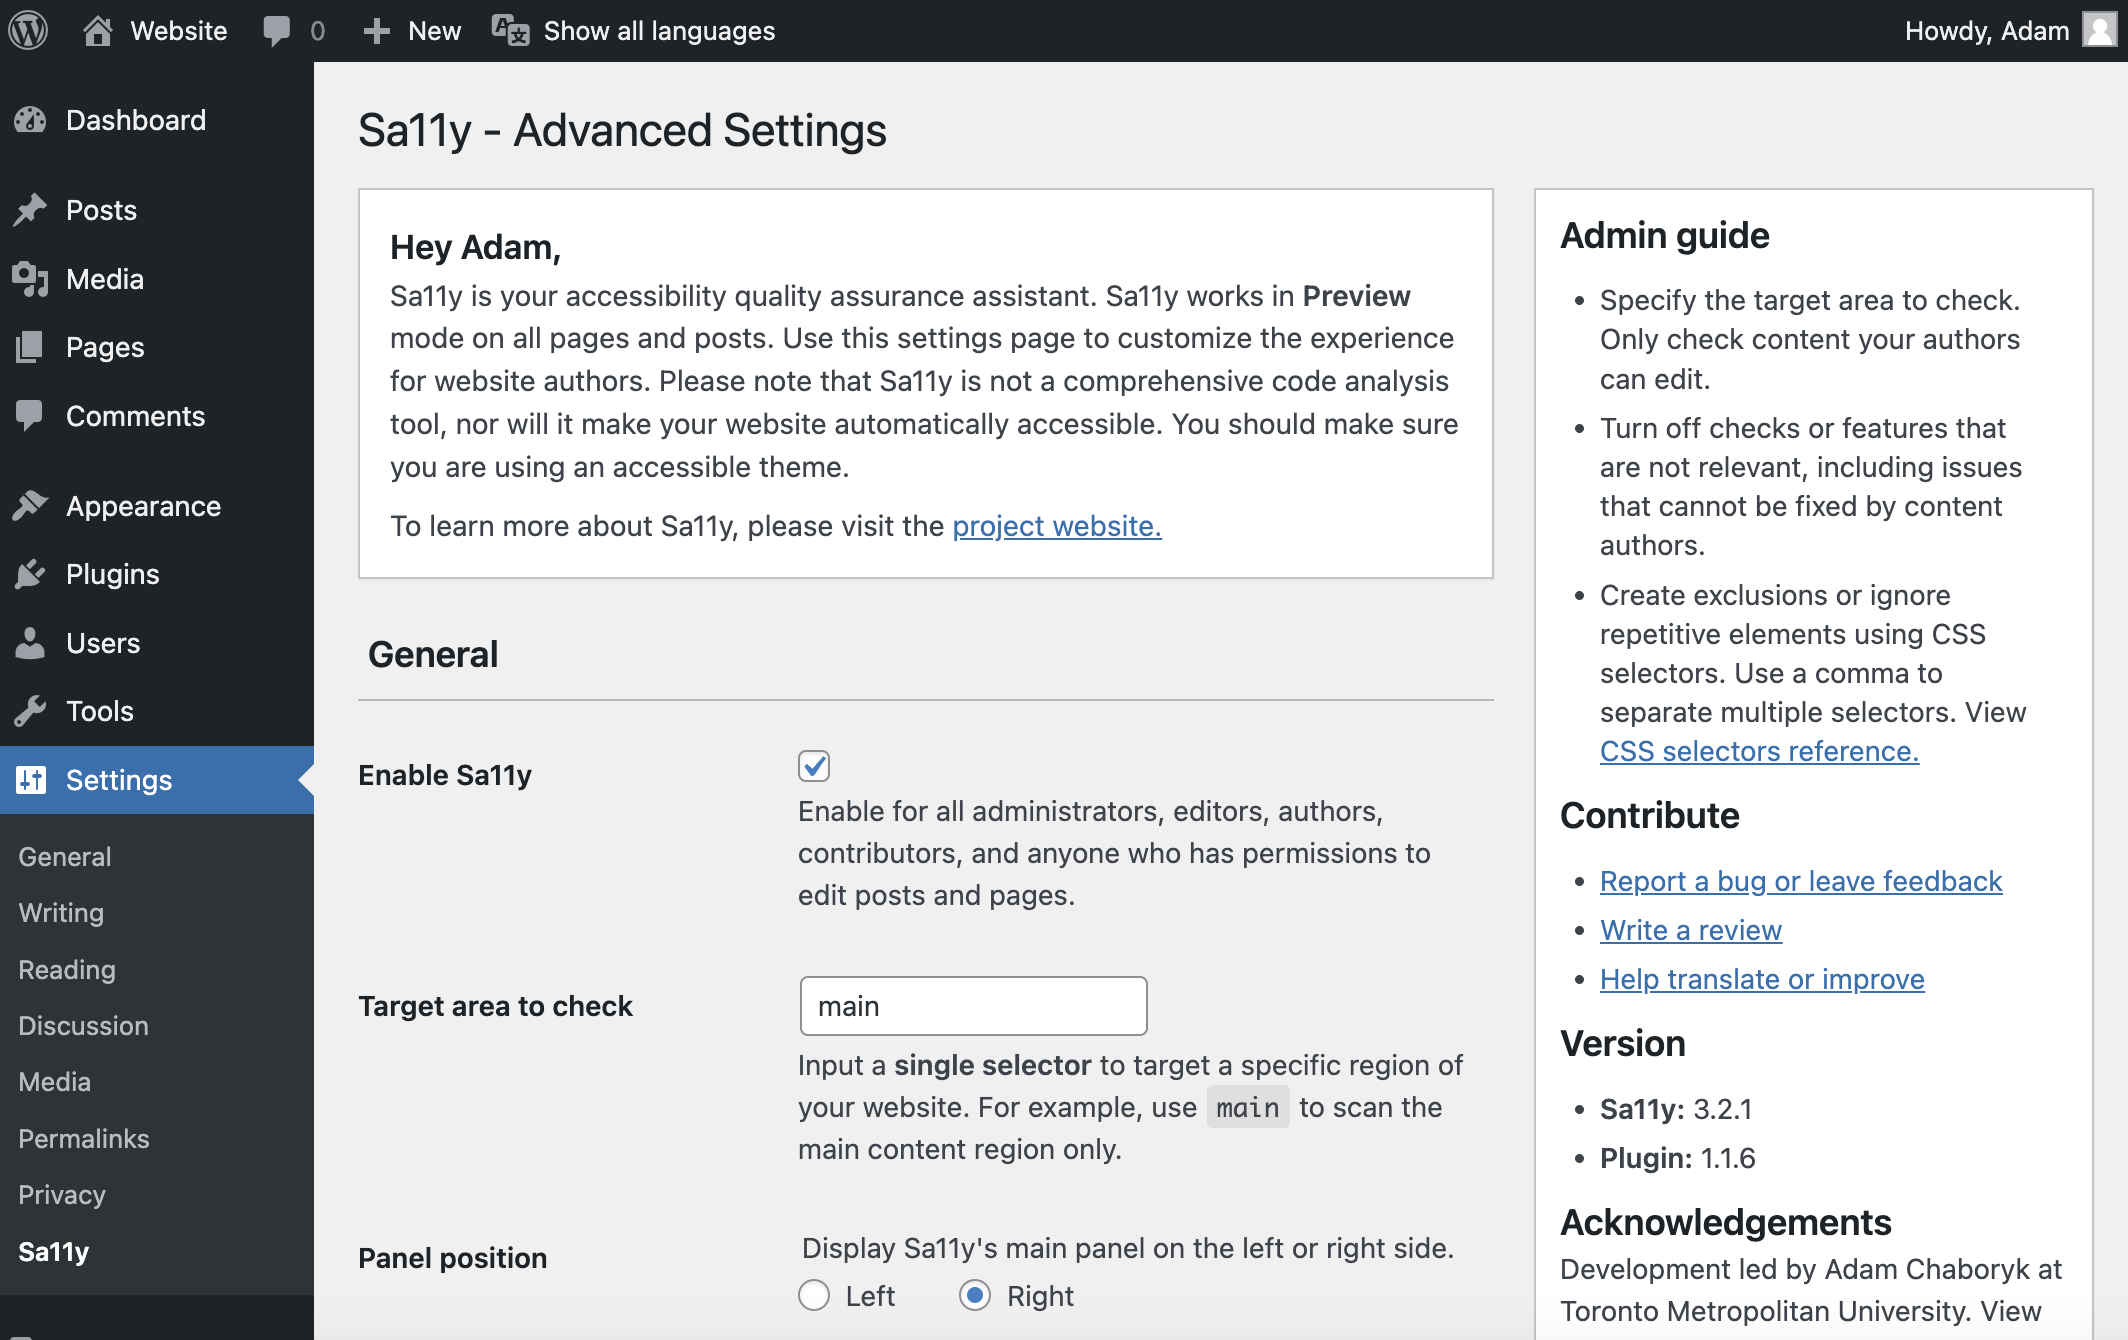 Website
0
New
Show all languages
Howdy, Adam
Dashboard
Posts
Media
Pages
Comments
Appearance
Plugins
Users
Tools
Settings
General
Writing
Reading
Discussion
Media
Permalinks
Privacy
Sa11y
Sa11y - Advanced Settings
Hey Adam,
Sa11y is your accessibility quality assurance assistant. Sa11y works in Preview
mode on all pages and posts. Use this settings page to customize the experience
for website authors. Please note that Sa11y is not a comprehensive code analysis
tool, nor will it make your website automatically accessible. You should make sure
you are using an accessible theme.
To learn more about Sa11y, please visit the project website.
General
Enable Sa11y
Enable for all administrators, editors, authors,
contributors, and anyone who has permissions to
edit posts and pages.
Target area to check
main
Input a single selector to target a specific region of
your website. For example, use main to scan the
main content region only.
Panel position
Display Sa11y's main panel on the left or right side.
Left
Right
Admin guide
• Specify the target area to check.
Only check content your authors
can edit.
• Turn off checks or features that
are not relevant, including issues
that cannot be fixed by content
authors.
• Create exclusions or ignore
repetitive elements using CSS
selectors. Use a comma to
separate multiple selectors. View
CSS selectors reference.
Contribute
• Report a bug or leave feedback
• Write a review
• Help translate or improve
Version
• Sa11y: 3.2.1
• Plugin: 1.1.6
Acknowledgements
Development led by Adam Chaboryk at
Toronto Metropolitan University. View